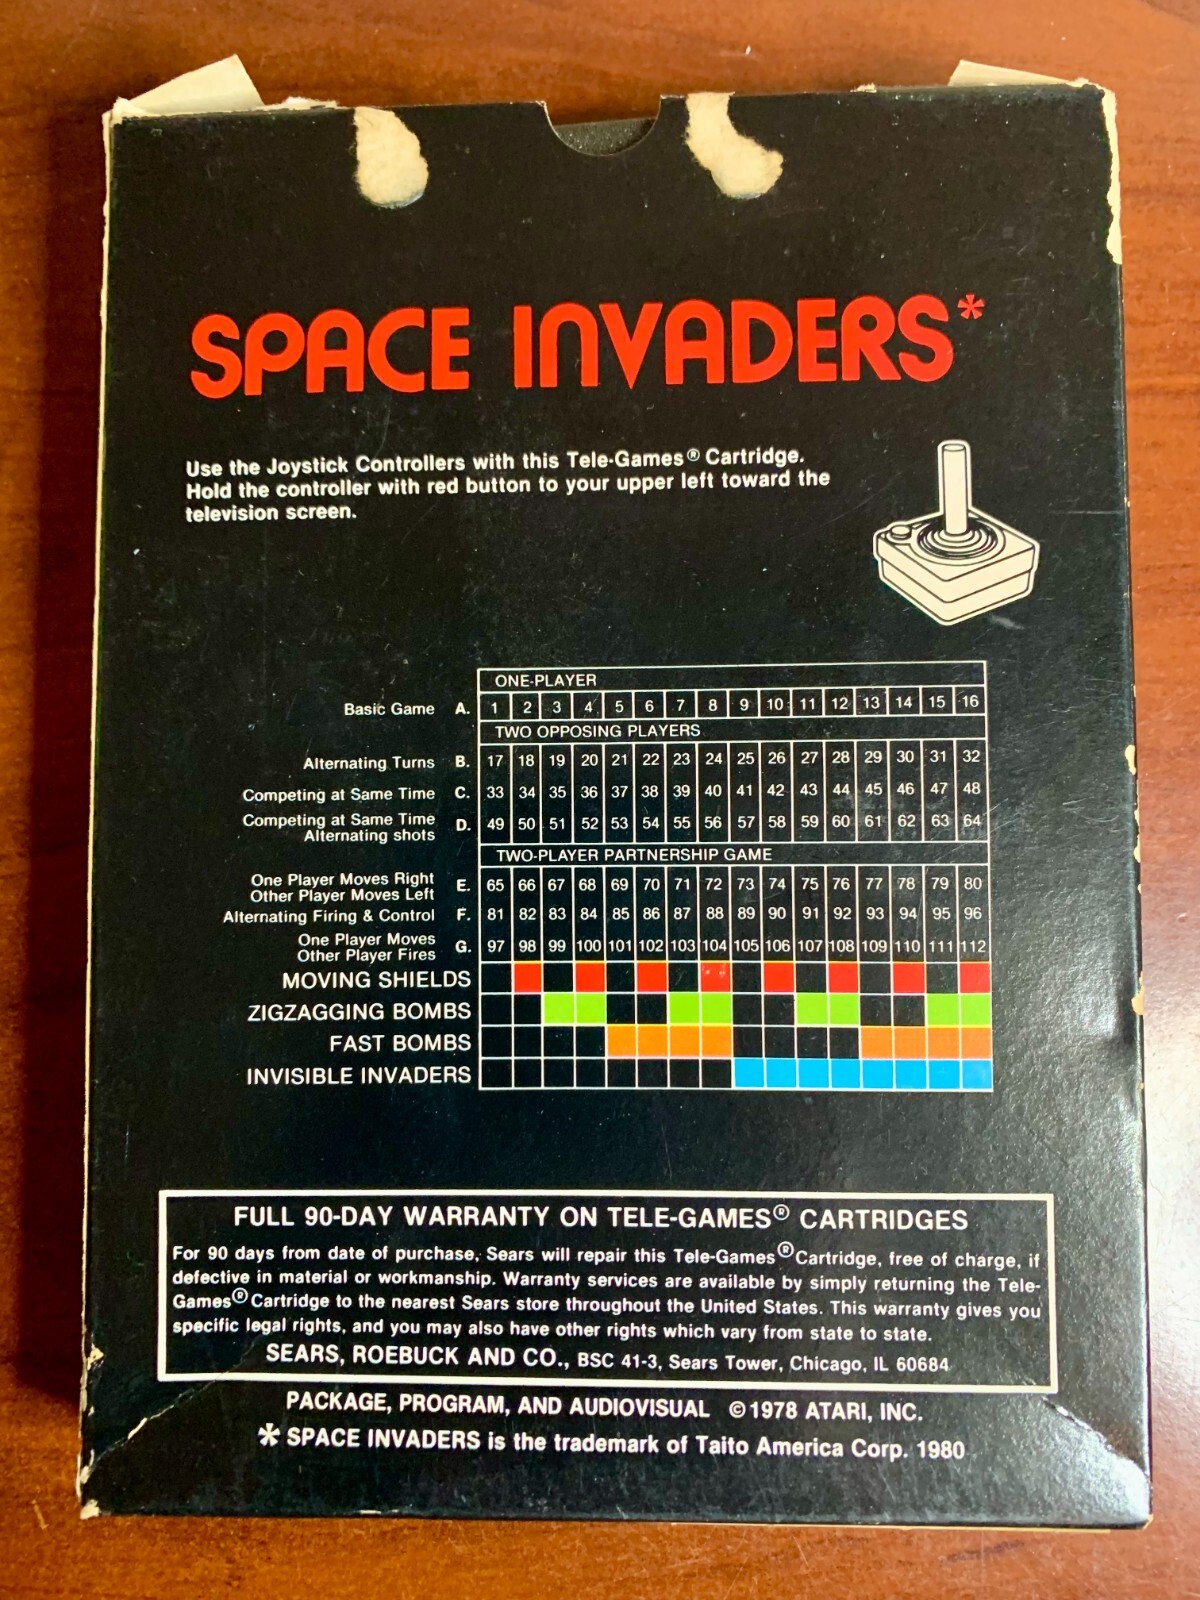 SPACE INVADERS*
Use the Joystick Controllers with this Tele-Games® Cartridge.
Hold the controller with red button to your upper left toward the
television screen.
ONE-PLAYER
Basic Game A. 1 2 3 4 5 6 7 8 9 10 11 12 13 14 15 16
TWO OPPOSING PLAYERS
Alternating Turns B. 17 18 19 20 21 22 23 24 25 26 27 28 29 30 31 32
Competing at Same Time C. 33 34 35 36 37 38 39 40 41 42 43 44 45 46 47 48
Competing at Same Time
Alternating shots D. 49 50 51 52 53 54 55 56 57 58 59 60 61 62 63 64
TWO-PLAYER PARTNERSHIP GAME
One Player Moves Right
Other Player Moves Left E. 65 66 67 68 69 70 71 72 73 74 75 76 77 78 79 80
Alternating Firing & Control F. 81 82 83 84 85 86 87 88 89 90 91 92 93 94 95 96
One Player Moves
Other Player Fires G. 97 98 99 100 101 102 103 104 105 106 107 108 109 110 111 112
MOVING SHIELDS
ZIGZAGGING BOMBS
FAST BOMBS
INVISIBLE INVADERS
FULL 90-DAY WARRANTY ON TELE-GAMES® CARTRIDGES
For 90 days from date of purchase, Sears will repair this Tele-Games® Cartridge, free of charge, if
defective in material or workmanship. Warranty services are available by simply returning the Tele-
Games® Cartridge to the nearest Sears store throughout the United States. This warranty gives you
specific legal rights, and you may also have other rights which vary from state to state.
SEARS, ROEBUCK AND CO., BSC 41-3, Sears Tower, Chicago, IL 60684
PACKAGE, PROGRAM, AND AUDIOVISUAL ©1978 ATARI, INC.
* SPACE INVADERS is the trademark of Taito America Corp. 1980